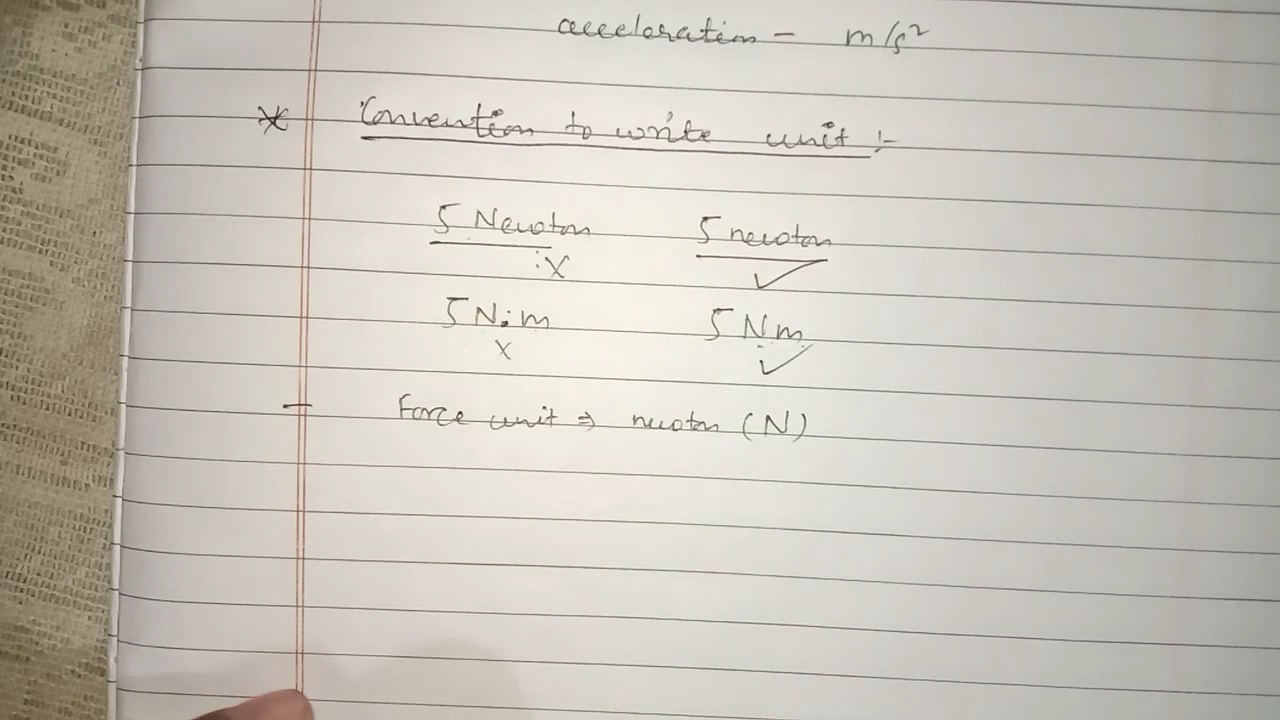 acceleration - m/s²
* Convention to write unit :-
5 Newton 5 newton
x ✓
5 N.m 5 Nm
x ✓
- Force unit ⇒ newton (N)